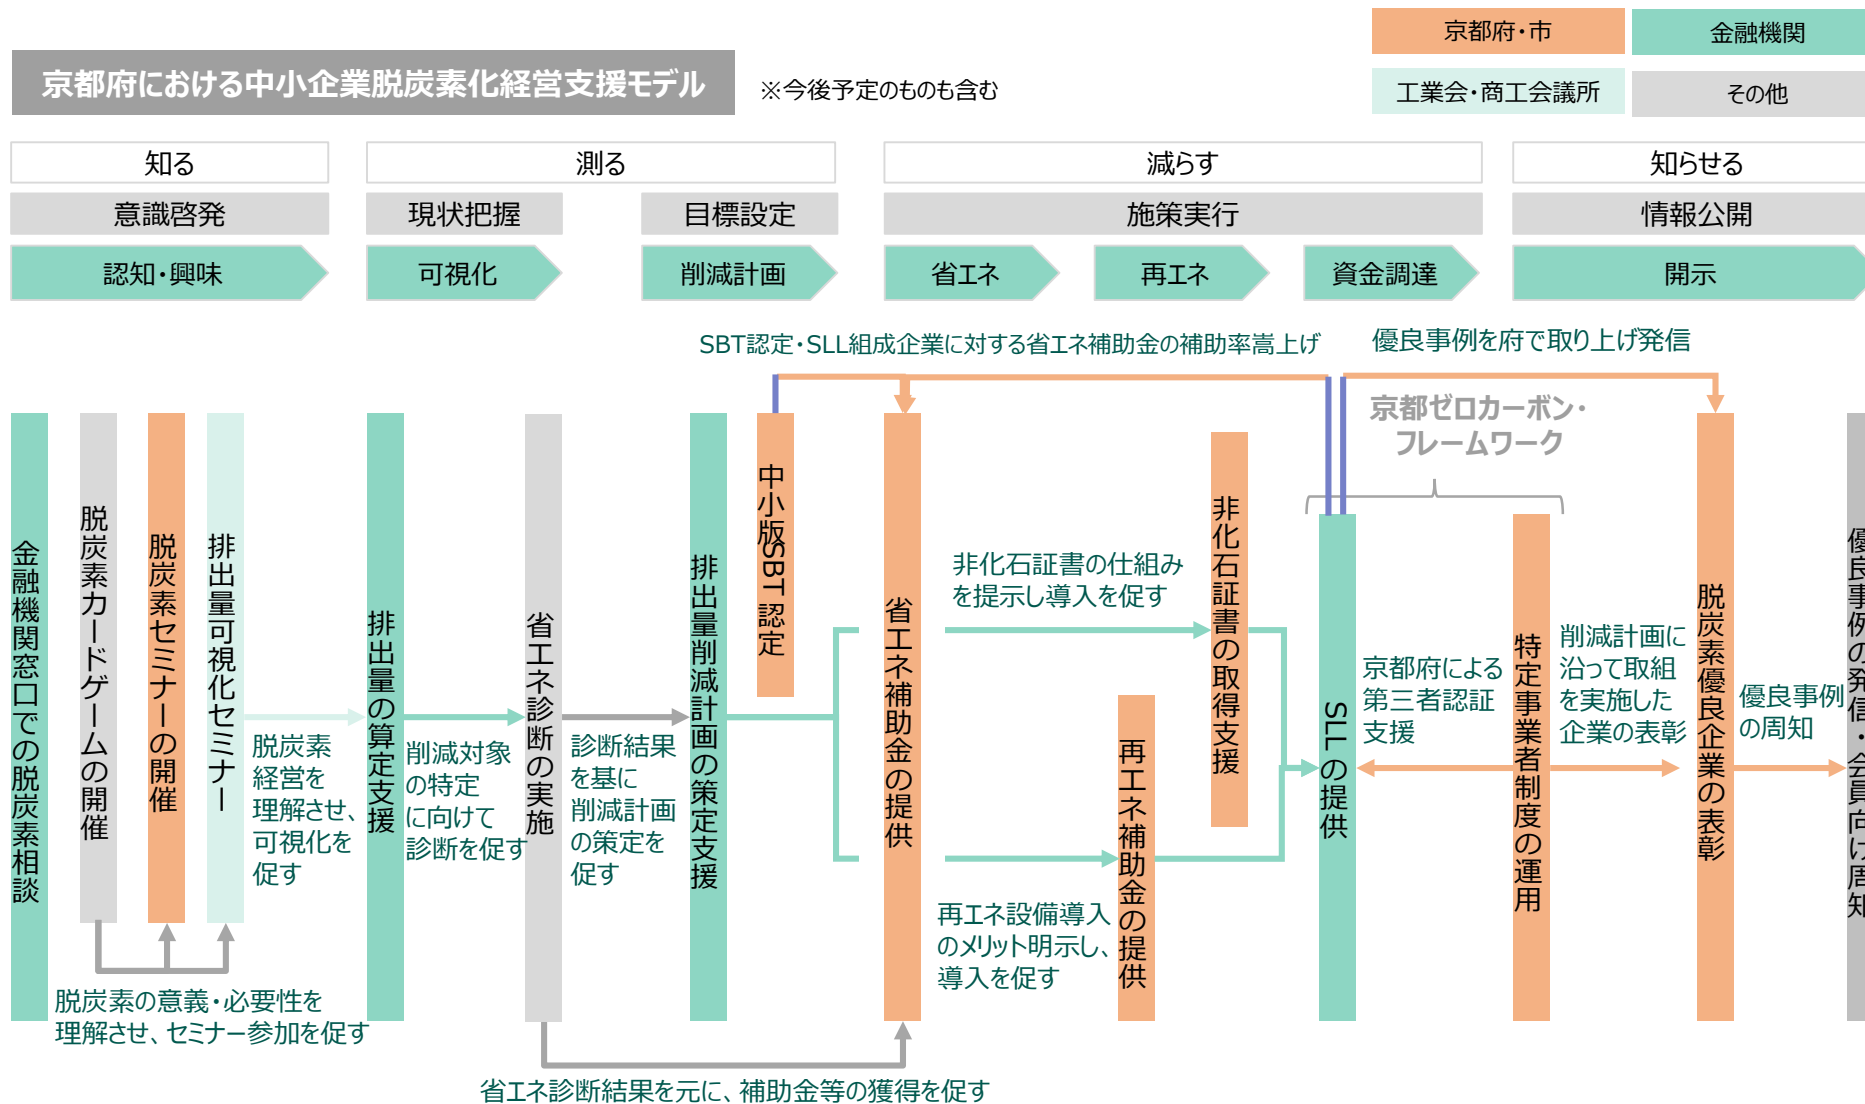 京都府・市
金融機関
工業会・商工会議所
その他
京都府における中小企業脱炭素化経営支援モデル
※今後予定のものも含む
知る
測る
減らす
知らせる
意識啓発
現状把握
目標設定
施策実行
情報公開
認知・興味
可視化
削減計画
省エネ
再エネ
資金調達
開示
SBT認定・SLL組成企業に対する省エネ補助金の補助率嵩上げ
優良事例を府で取り上げ発信
京都ゼロカーボン・
フレームワーク
金融機関窓口での脱炭素相談
脱炭素カードゲームの開催
脱炭素セミナーの開催
排出量可視化セミナー
脱炭素
経営を
理解させ、
可視化を
促す
排出量の算定支援
削減対象
の特定
に向けて
診断を促す
省エネ診断の実施
診断結果
を基に
削減計画
の策定を
促す
排出量削減計画の策定支援
中小版SBT認定
省エネ補助金の提供
非化石証書の仕組み
を提示し導入を促す
再エネ設備導入
のメリット明示し、
導入を促す
再エネ補助金の提供
非化石証書の取得支援
SLLの提供
京都府による
第三者認証
支援
特定事業者制度の運用
削減計画に
沿って取組
を実施した
企業の表彰
脱炭素優良企業の表彰
優良事例
の周知
優良事例の発信・会員向け周知
脱炭素の意義・必要性を
理解させ、セミナー参加を促す
省エネ診断結果を元に、補助金等の獲得を促す